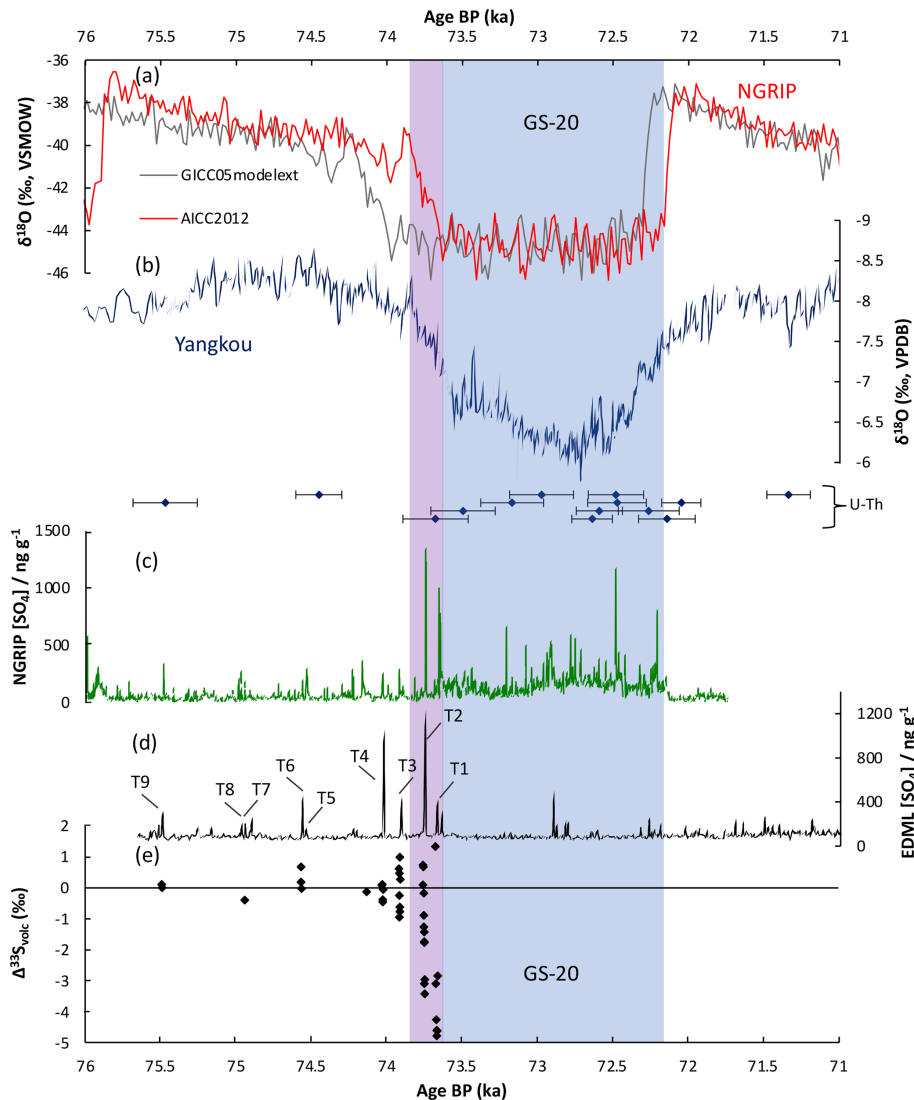 Age BP (ka)
76 75.5 75 74.5 74 73.5 73 72.5 72 71.5 71
-36
-38
-40
-42
-44
-46
δ¹⁸O (‰, VSMOW)
(a)
NGRIP
GS-20
GICC05modelext
AICC2012
(b)
Yangkou
-9
-8.5
-8
-7.5
-7
-6.5
-6
δ¹⁸O (‰, VPDB)
U-Th
1500
1000
500
0
NGRIP [SO₄] / ng g⁻¹
(c)
(d)
T9
T8
T7
T6
T5
T4
T3
T2
T1
1200
800
400
0
EDML [SO₄] / ng g⁻¹
2
1
0
-1
-2
-3
-4
-5
Δ³³Svolc (‰)
(e)
GS-20
76 75.5 75 74.5 74 73.5 73 72.5 72 71.5 71
Age BP (ka)